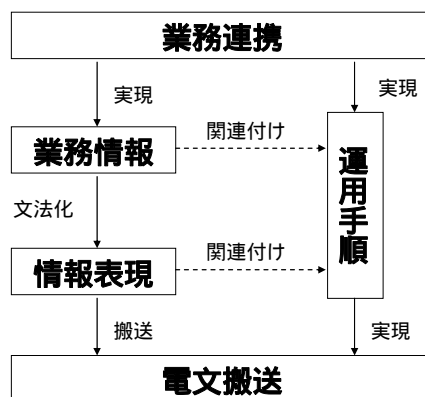 業務連携
実現
実現
業務情報
関連付け
運用手順
文法化
情報表現
関連付け
搬送
実現
電文搬送